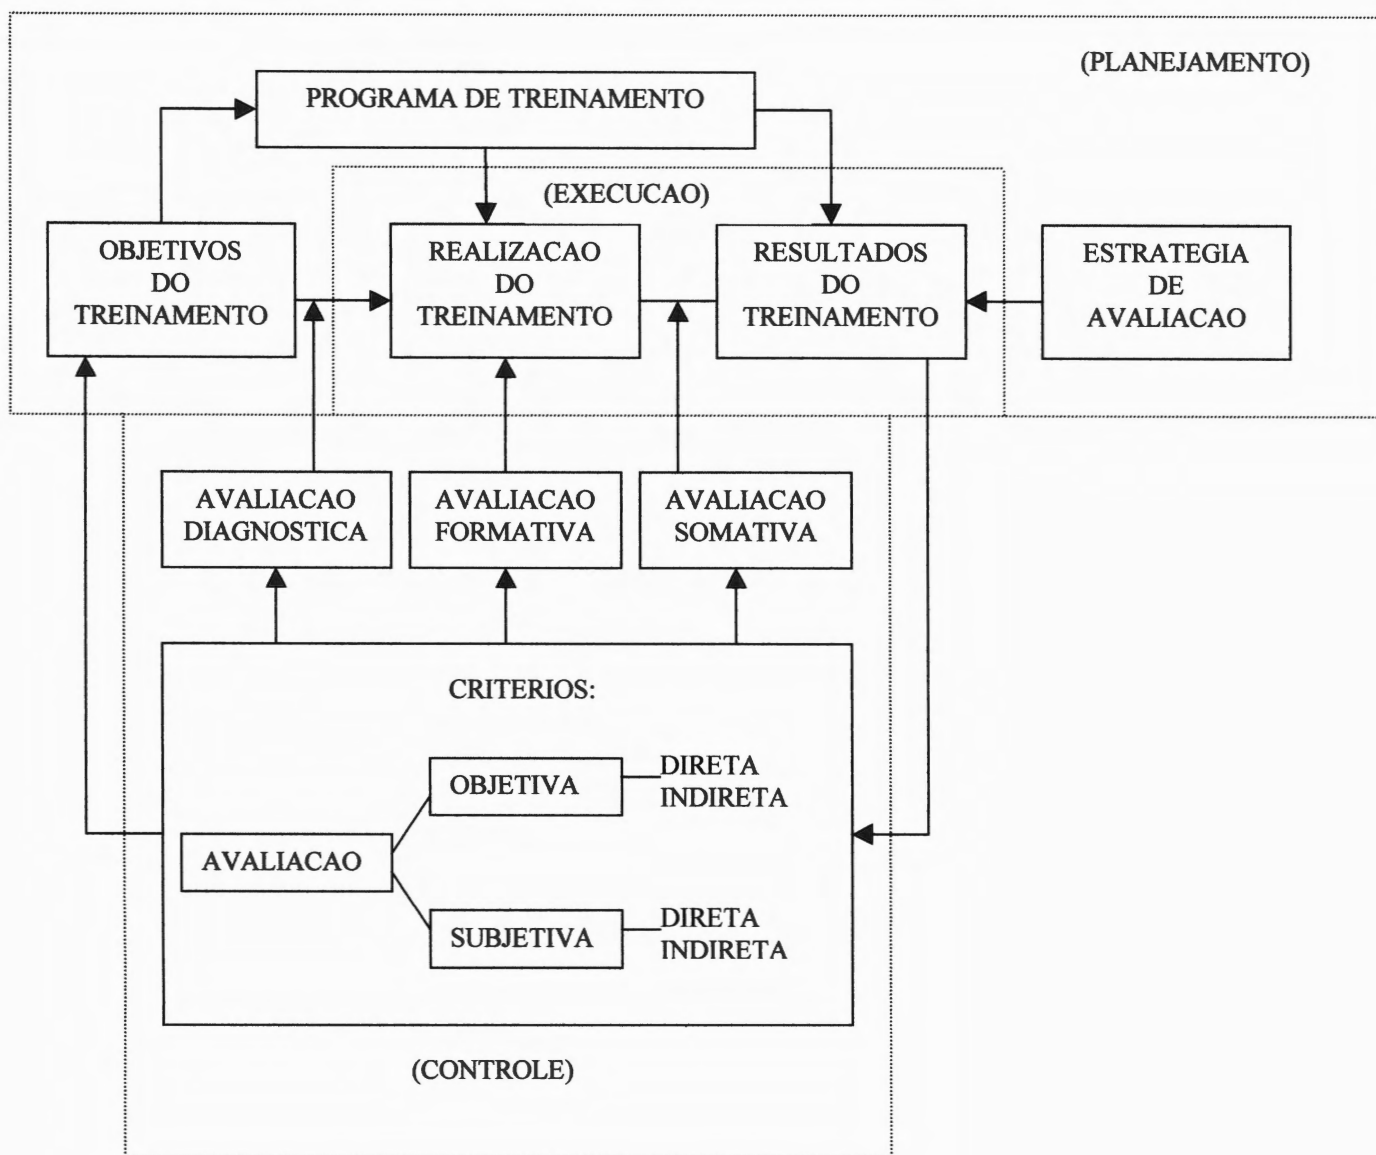 (PLANEJAMENTO)
PROGRAMA DE TREINAMENTO
(EXECUCAO)
OBJETIVOS
DO
TREINAMENTO
REALIZACAO
DO
TREINAMENTO
RESULTADOS
DO
TREINAMENTO
ESTRATEGIA
DE
AVALIACAO
AVALIACAO
DIAGNOSTICA
AVALIACAO
FORMATIVA
AVALIACAO
SOMATIVA
CRITERIOS:
OBJETIVA
DIRETA
INDIRETA
AVALIACAO
SUBJETIVA
DIRETA
INDIRETA
(CONTROLE)